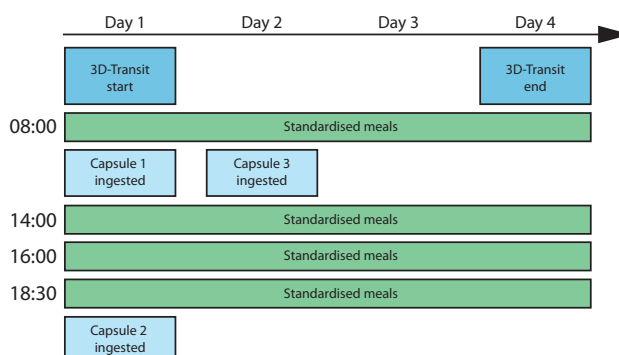 Day 1 Day 2 Day 3 Day 4
3D-Transit
start
3D-Transit
end
08:00 Standardised meals
Capsule 1
ingested
Capsule 3
ingested
14:00 Standardised meals
16:00 Standardised meals
18:30 Standardised meals
Capsule 2
ingested